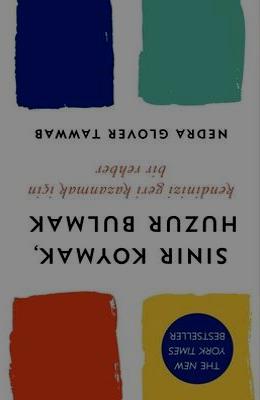 THE NEW
YORK TIMES
BESTSELLER
SINIR KOYMAK,
HUZUR BULMAK
kendinizi geri kazanmak için
bir rehber
NEDRA GLOVER TAWWAB